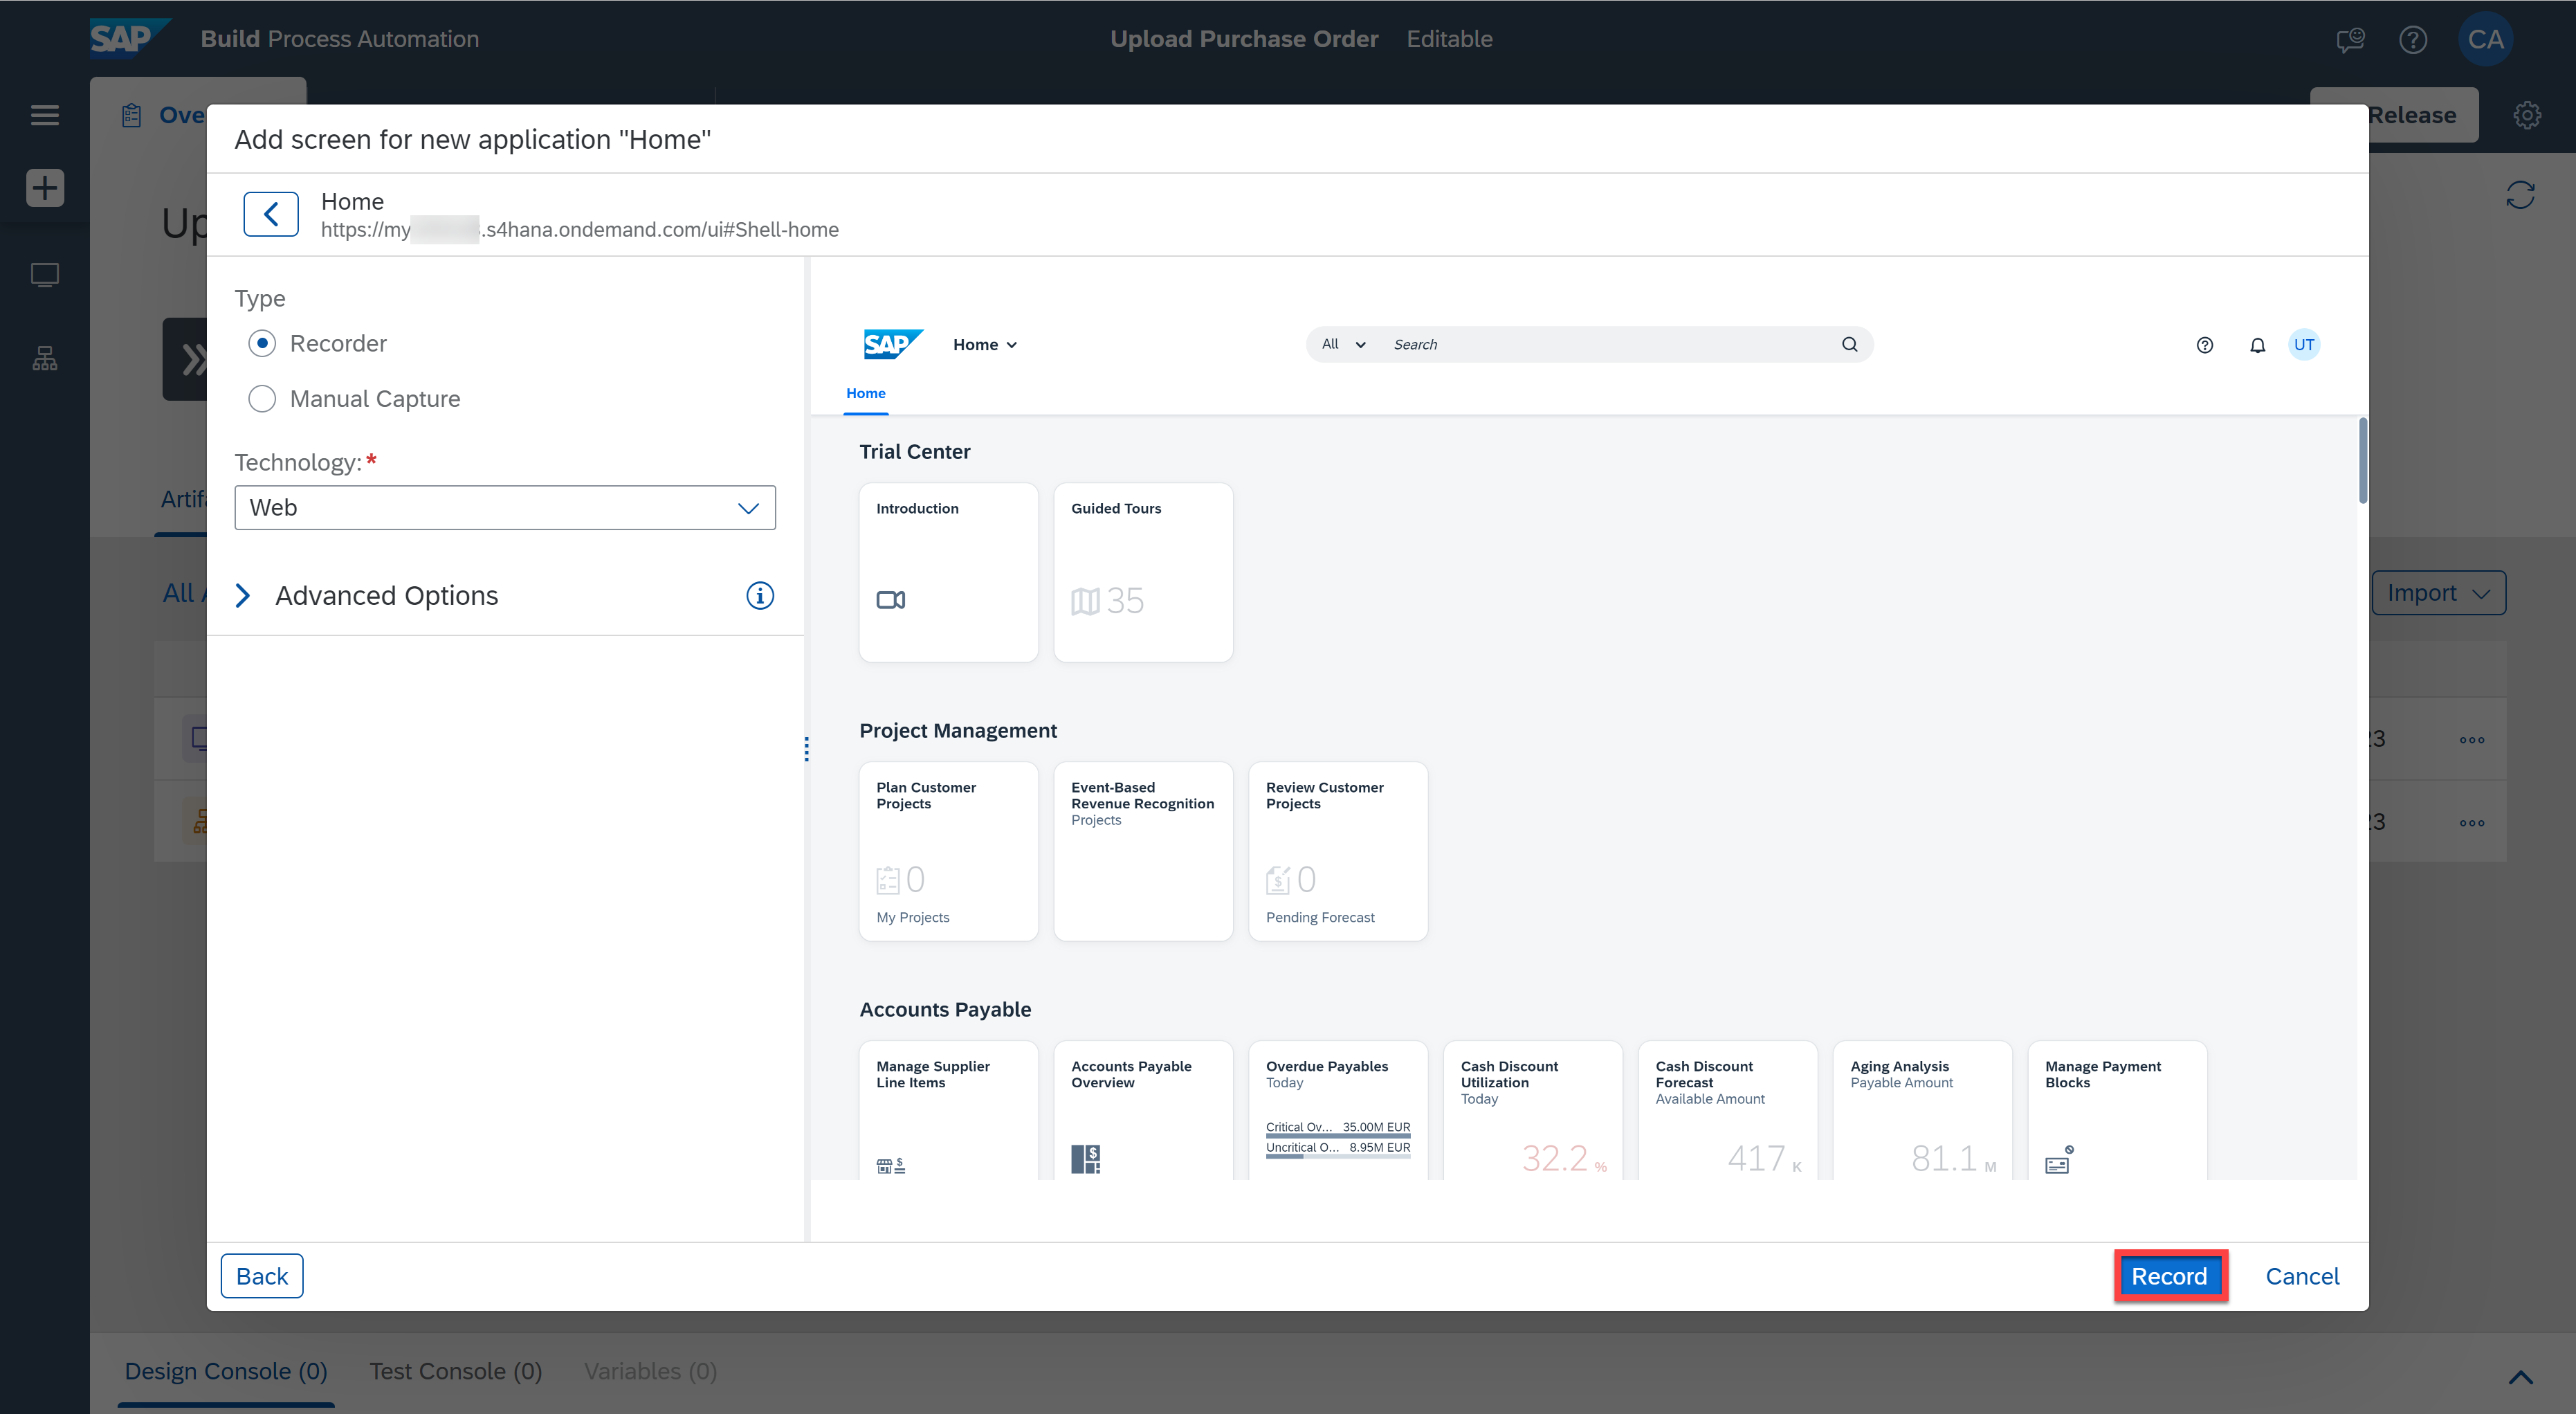 SAP Build Process Automation
Upload Purchase Order Editable
CA
Ove
Release
Add screen for new application "Home"
Home
https://my .s4hana.ondemand.com/ui#Shell-home
Up
Type
Recorder
Manual Capture
Technology:*
Web
Advanced Options
Artifa
All A
Import
23
23
SAP Home
All Search
UT
Home
Trial Center
Introduction
Guided Tours
35
Project Management
Plan Customer
Projects
0
My Projects
Event-Based
Revenue Recognition
Projects
Review Customer
Projects
0
Pending Forecast
Accounts Payable
Manage Supplier
Line Items
Accounts Payable
Overview
Overdue Payables
Today
Critical Ov... 35.00M EUR
Uncritical O... 8.95M EUR
Cash Discount
Utilization
Today
32.2 %
Cash Discount
Forecast
Available Amount
417 K
Aging Analysis
Payable Amount
81.1 M
Manage Payment
Blocks
Back
Record
Cancel
Design Console (0) Test Console (0) Variables (0)